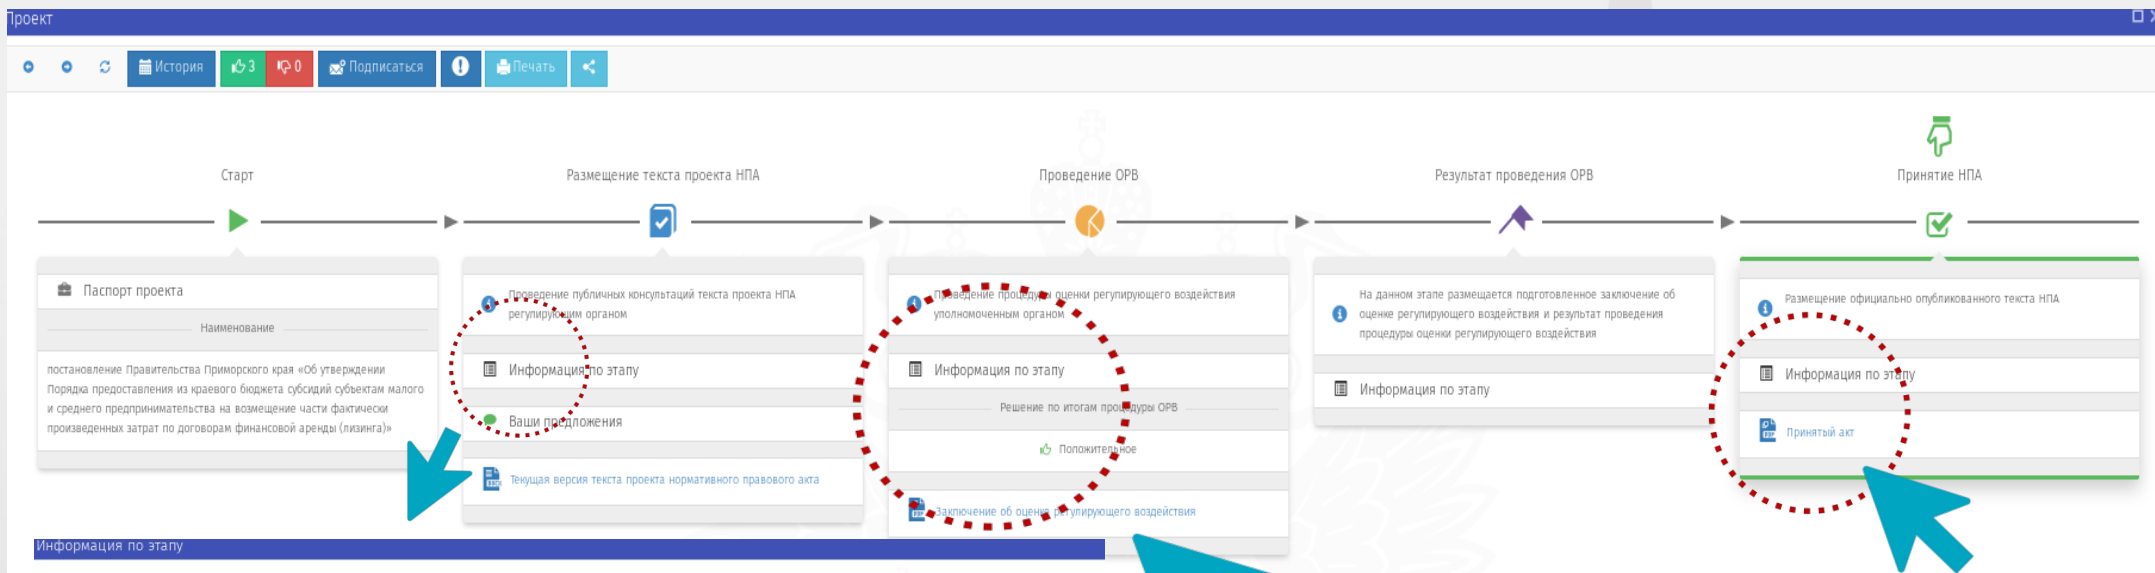 Проект
История
3
0
Подписаться
Печать
Старт
Размещение текста проекта НПА
Проведение ОРВ
Результат проведения ОРВ
Принятие НПА
Паспорт проекта
Наименование
постановление Правительства Приморского края «Об утверждении
Порядка предоставления из краевого бюджета субсидий субъектам малого
и среднего предпринимательства на возмещение части фактически
произведенных затрат по договорам финансовой аренды (лизинга)»
Проведение публичных консультаций текста проекта НПА
регулирующим органом
Информация по этапу
Ваши предложения
Текущая версия текста проекта нормативного правового акта
Проведение процедуры оценки регулирующего воздействия
уполномоченным органом
Информация по этапу
Решение по итогам процедуры ОРВ
Положительное
Заключение об оценке регулирующего воздействия
На данном этапе размещается подготовленное заключение об
оценке регулирующего воздействия и результат проведения
процедуры оценки регулирующего воздействия
Информация по этапу
Размещение официально опубликованного текста НПА
Информация по этапу
Принятый акт
Информация по этапу